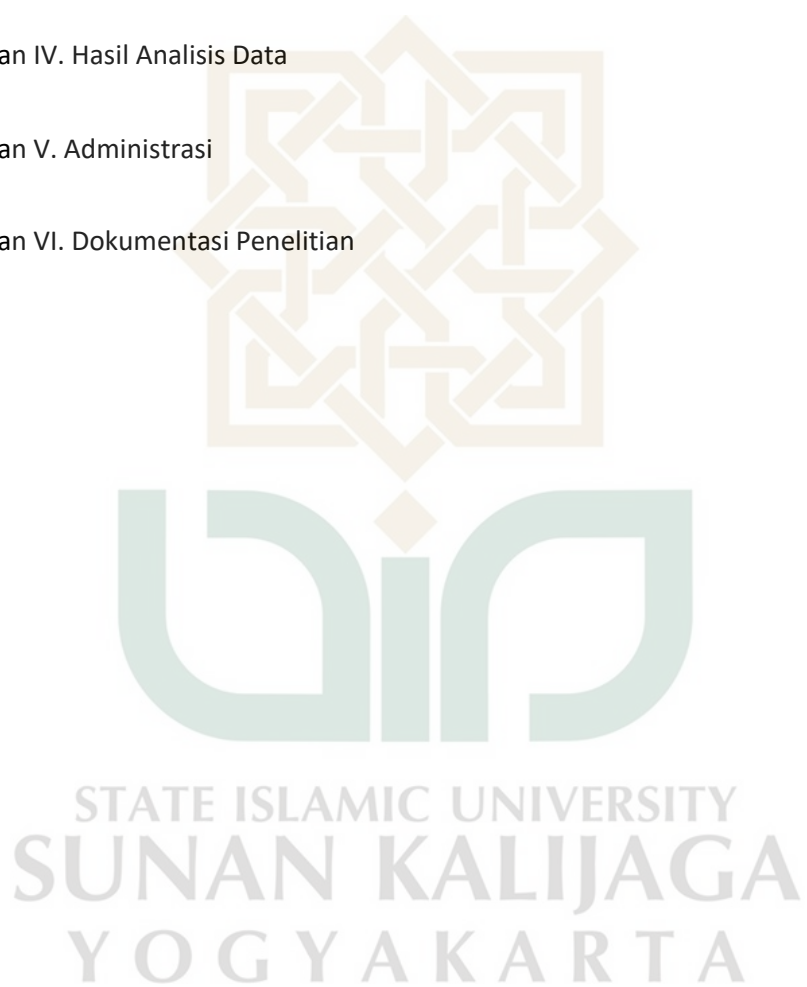 an IV. Hasil Analisis Data
an V. Administrasi
an VI. Dokumentasi Penelitian
STATE ISLAMIC UNIVERSITY
SUNAN KALIJAGA
YOGYAKARTA